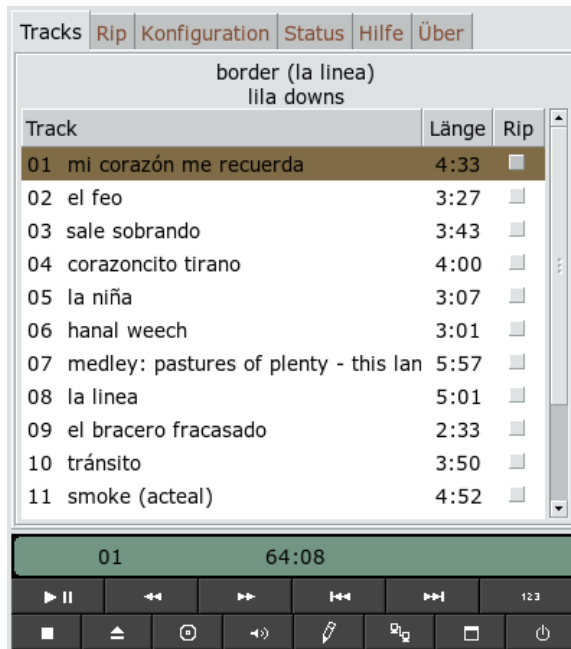 Tracks Rip Konfiguration Status Hilfe Über
border (la linea)
lila downs
Track Länge Rip
01 mi corazón me recuerda 4:33
02 el feo 3:27
03 sale sobrando 3:43
04 corazoncito tirano 4:00
05 la niña 3:07
06 hanal weech 3:01
07 medley: pastures of plenty - this lan 5:57
08 la linea 5:01
09 el bracero fracasado 2:33
10 tránsito 3:50
11 smoke (acteal) 4:52
01 64:08
123